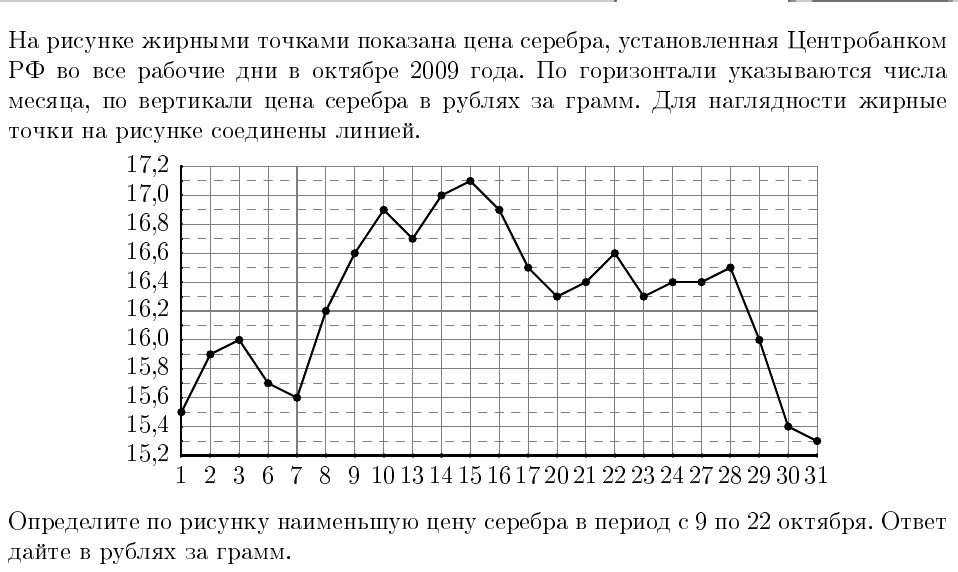 На рисунке жирными точками показана цена серебра, установленная Центробанком
РФ во все рабочие дни в октябре 2009 года. По горизонтали указываются числа
месяца, по вертикали цена серебра в рублях за грамм. Для наглядности жирные
точки на рисунке соединены линией.
17,2
17,0
16,8
16,6
16,4
16,2
16,0
15,8
15,6
15,4
15,2
1 2 3 6 7 8 9 10 13 14 15 16 17 20 21 22 23 24 27 28 29 30 31
Определите по рисунку наименьшую цену серебра в период с 9 по 22 октября. Ответ
дайте в рублях за грамм.